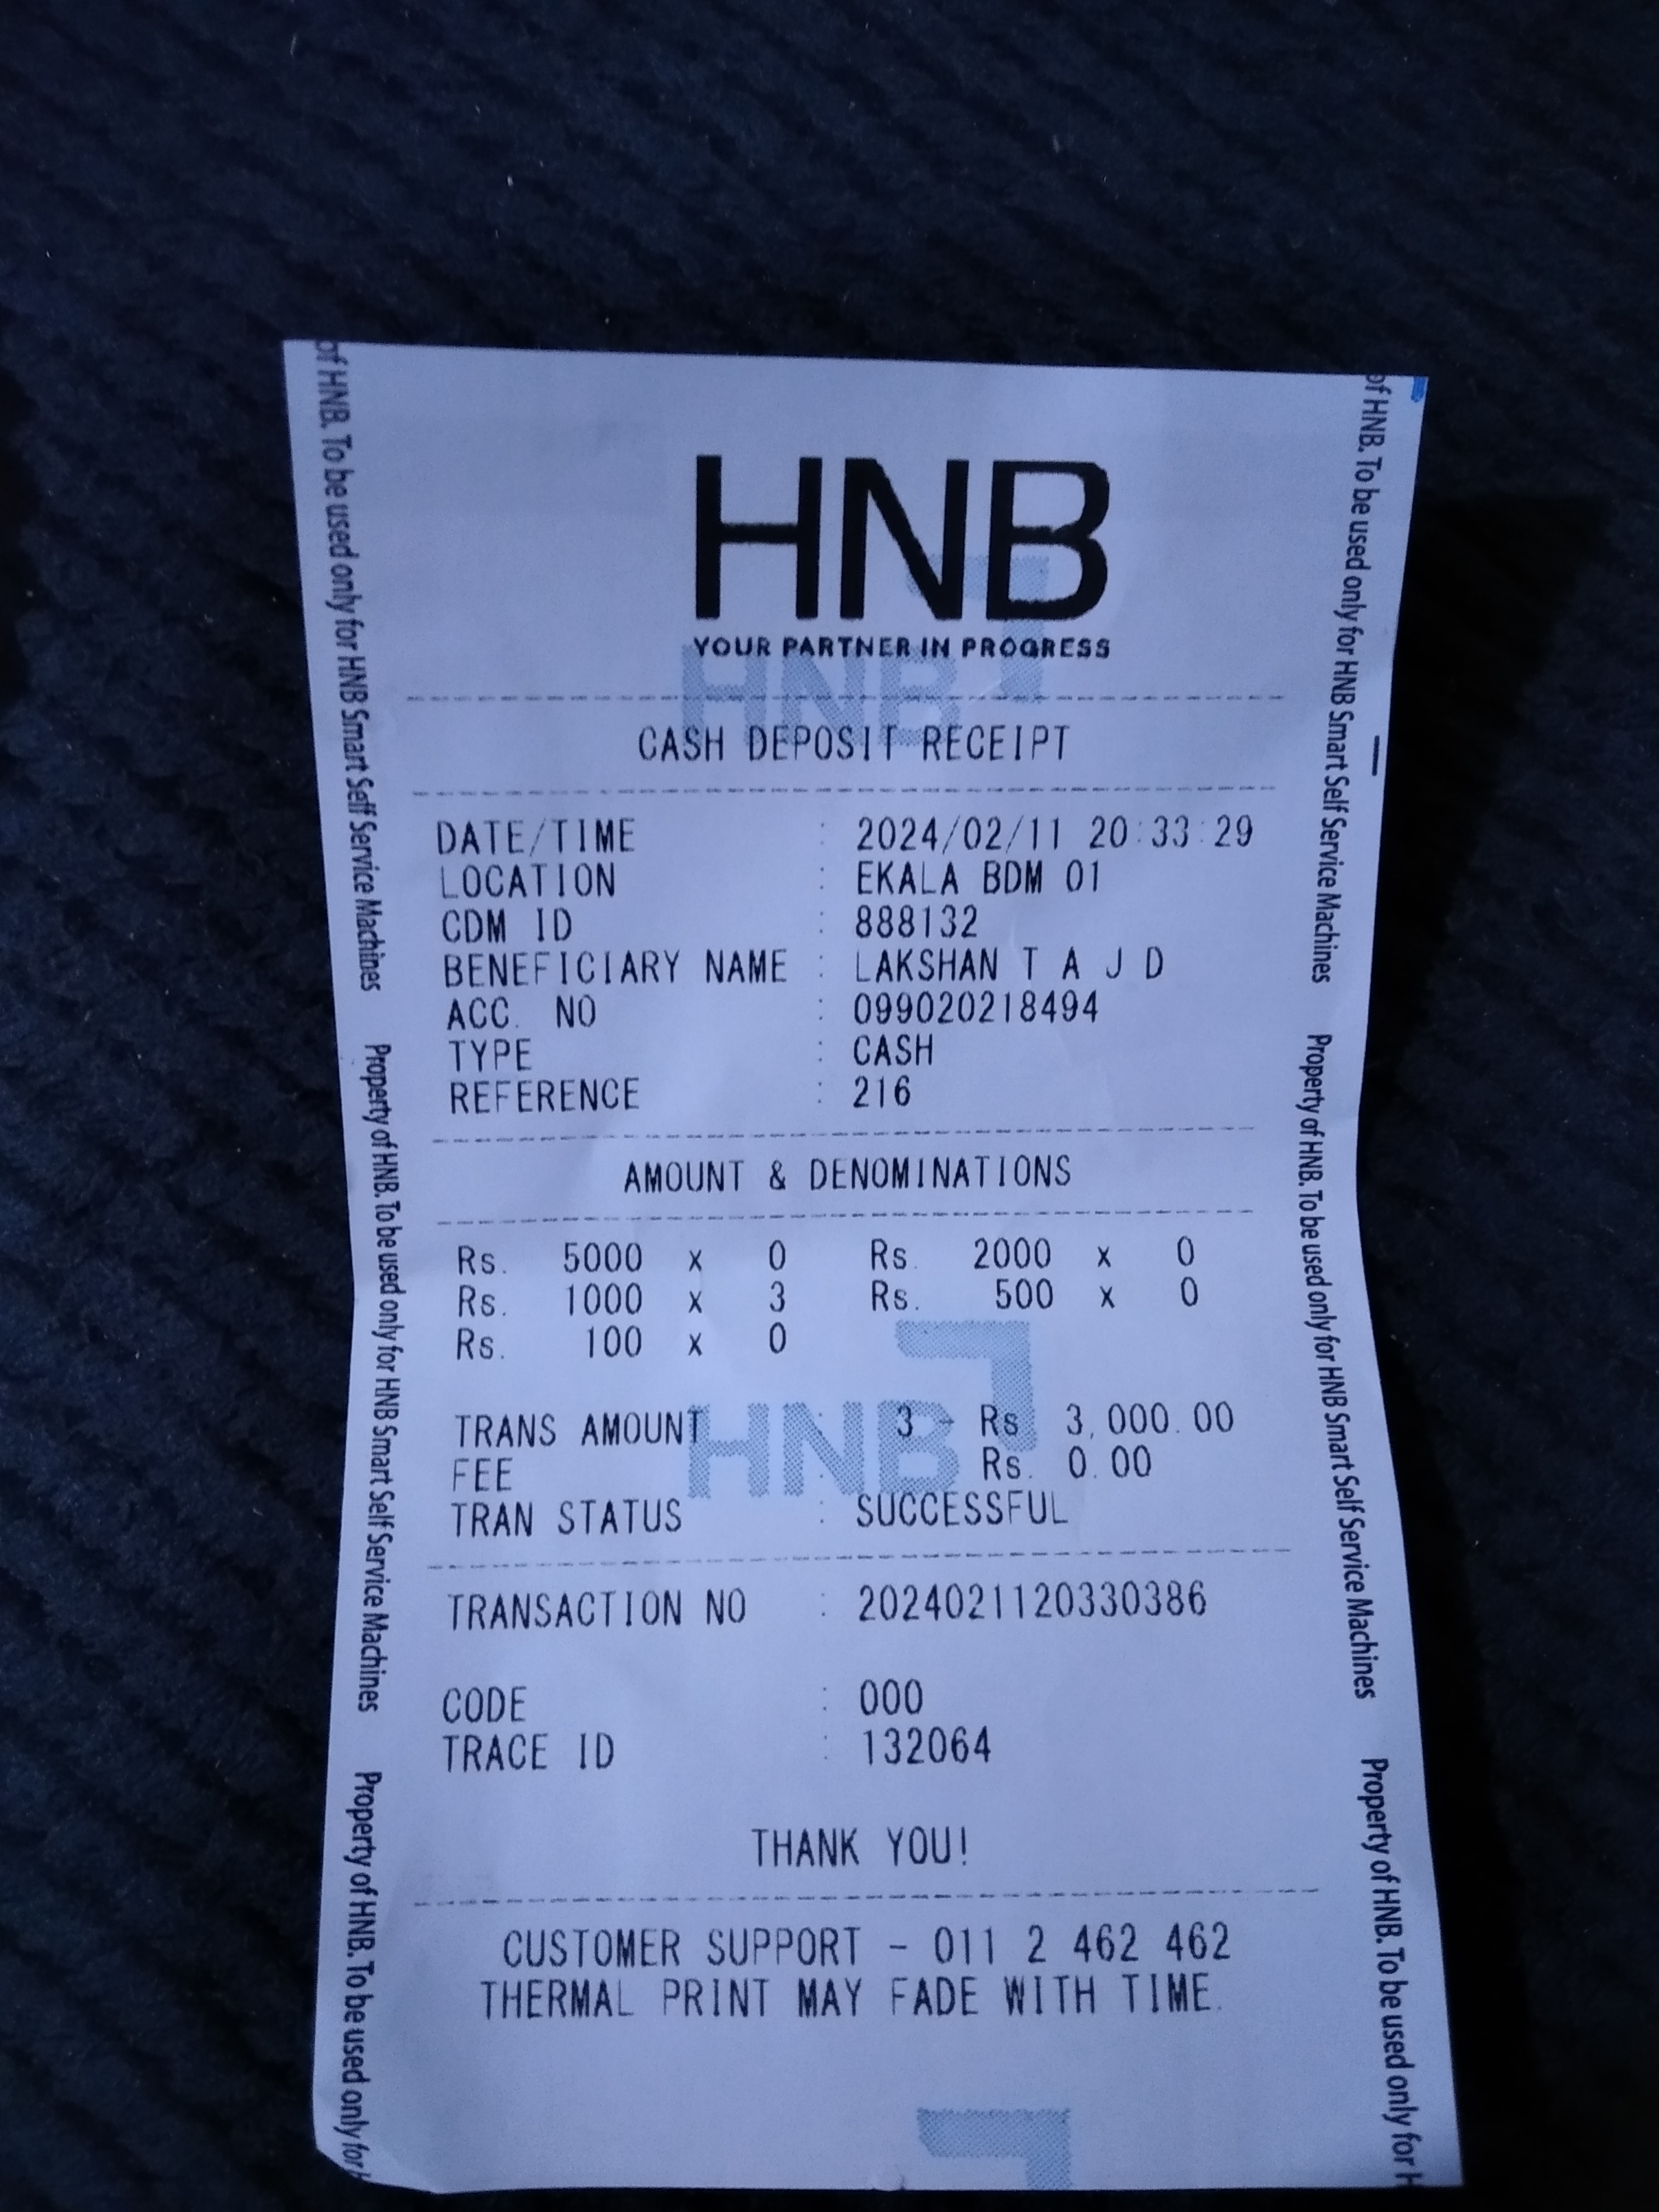 HNB
YOUR PARTNER IN PROGRESS
CASH DEPOSIT RECEIPT
DATE/TIME : 2024/02/11 20:33:29
LOCATION : EKALA BDM 01
CDM ID : 888132
BENEFICIARY NAME : LAKSHAN T A J D
ACC. NO : 099020218494
TYPE : CASH
REFERENCE : 216
AMOUNT & DENOMINATIONS
Rs. 5000 x 0 Rs. 2000 x 0
Rs. 1000 x 3 Rs. 500 x 0
Rs. 100 x 0
TRANS AMOUNT : 3 - Rs. 3,000.00
FEE : Rs. 0.00
TRAN STATUS : SUCCESSFUL
TRANSACTION NO : 2024021120330386
CODE : 000
TRACE ID : 132064
THANK YOU!
CUSTOMER SUPPORT - 011 2 462 462
THERMAL PRINT MAY FADE WITH TIME.
HNB
HNB
of HNB. To be used only for HNB Smart Self Service Machines
Property of HNB. To be used only for HNB Smart Self Service Machines
Property of HNB. To be used only for H
of HNB. To be used only for HNB Smart Self Service Machines
Property of HNB. To be used only for HNB Smart Self Service Machines
Property of HNB. To be used only for H